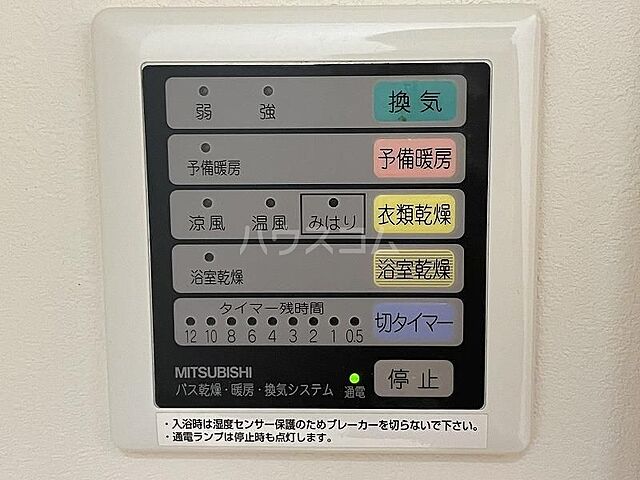 弱 強 換気
予備暖房 予備暖房
涼風 温風 みはり 衣類乾燥
ハウスコム
浴室乾燥 浴室乾燥
タイマー残時間
12 10 8 6 4 3 2 1 0.5 切タイマー
MITSUBISHI
バス乾燥・暖房・換気システム 通電 停止
・入浴時は湿度センサー保護のためブレーカーを切らないで下さい。
・通電ランプは停止時も点灯します。